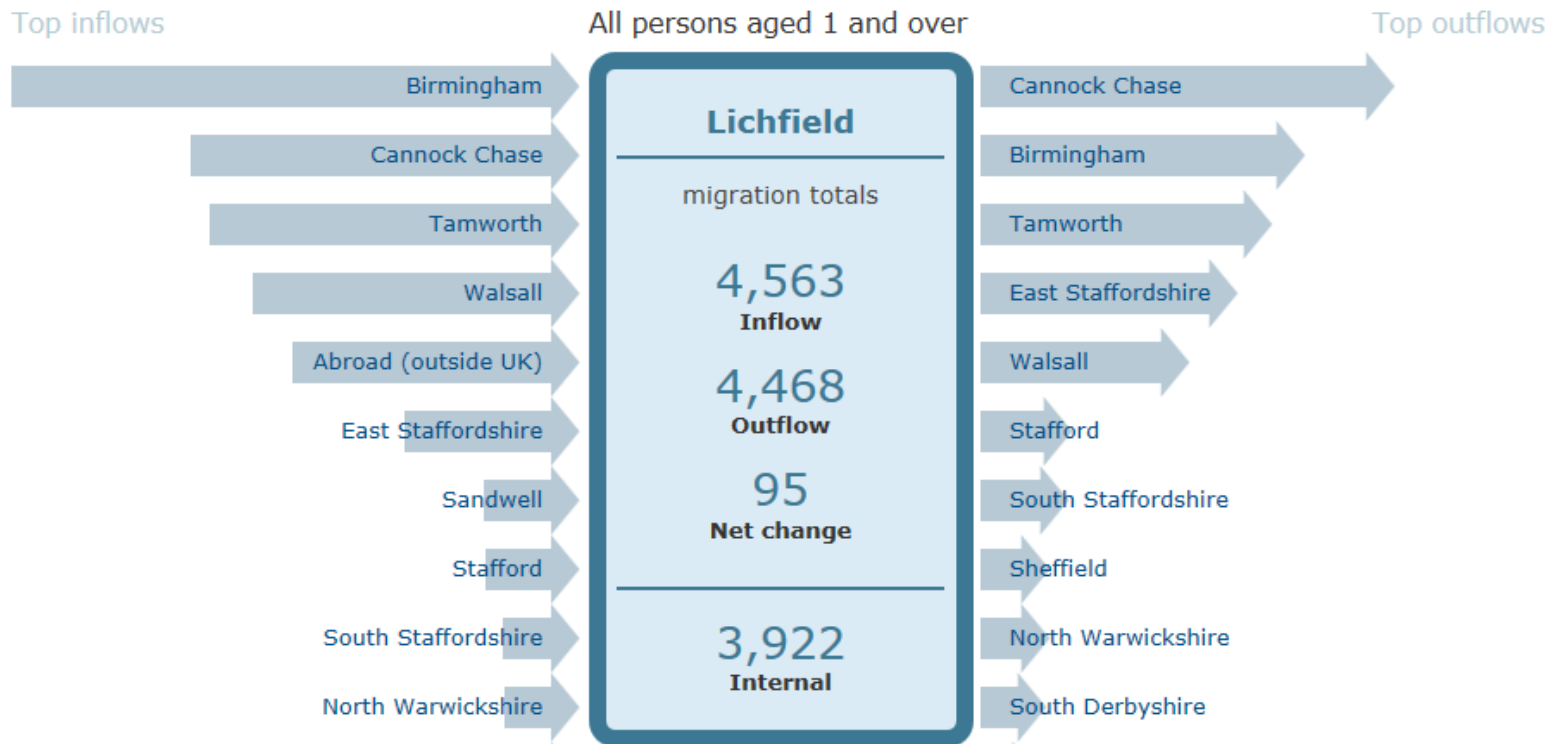 Top inflows
All persons aged 1 and over
Top outflows
Birmingham
Cannock Chase
Tamworth
Walsall
Abroad (outside UK)
East Staffordshire
Sandwell
Stafford
South Staffordshire
North Warwickshire
Lichfield
migration totals
4,563
Inflow
4,468
Outflow
95
Net change
3,922
Internal
Cannock Chase
Birmingham
Tamworth
East Staffordshire
Walsall
Stafford
South Staffordshire
Sheffield
North Warwickshire
South Derbyshire